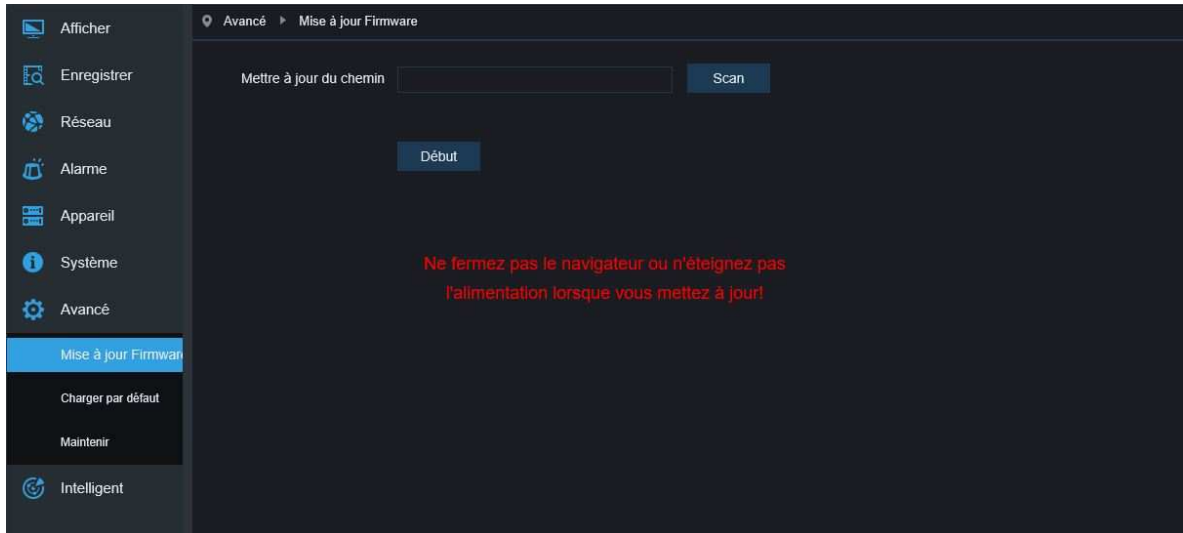 Afficher
Enregistrer
Réseau
Alarme
Appareil
Système
Avancé
Mise à jour Firmware
Charger par défaut
Maintenir
Intelligent
Avancé Mise à jour Firmware
Mettre à jour du chemin Scan
Début
Ne fermez pas le navigateur ou n'éteignez pas
l'alimentation lorsque vous mettez à jour!